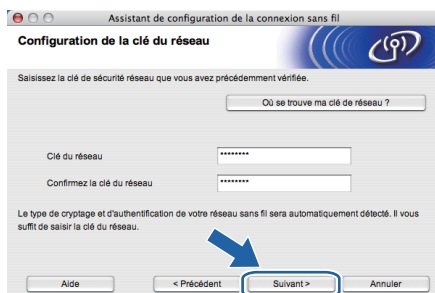 Assistant de configuration de la connexion sans fil
Configuration de la clé du réseau
Saisissez la clé de sécurité réseau que vous avez précédemment vérifiée.
Où se trouve ma clé de réseau ?
Clé du réseau ********
Confirmez la clé du réseau ********
Le type de cryptage et d'authentification de votre réseau sans fil sera automatiquement détecté. Il vous
suffit de saisir la clé du réseau.
Aide < Précédent Suivant > Annuler